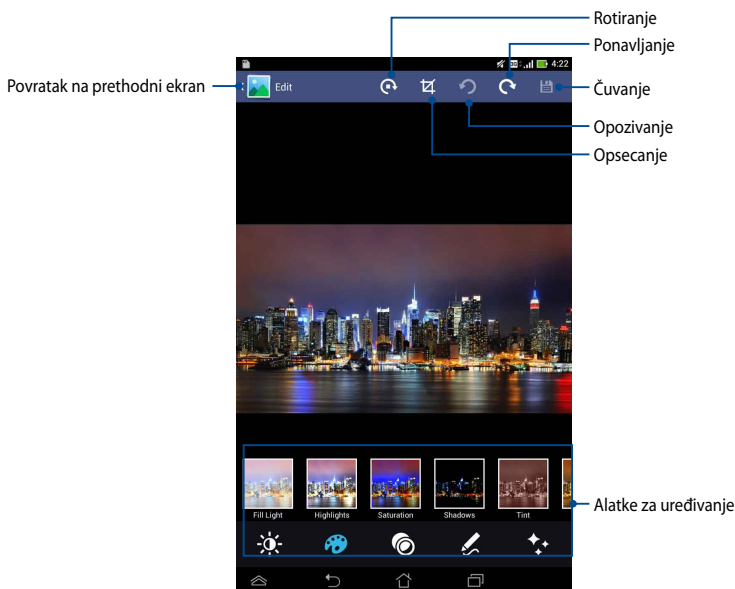 Rotiranje
Ponavljanje
3G 4:22
Povratak na prethodni ekran
Edit
Čuvanje
Opozivanje
Opsecanje
Fill Light
Highlights
Saturation
Shadows
Tint
Alatke za uređivanje